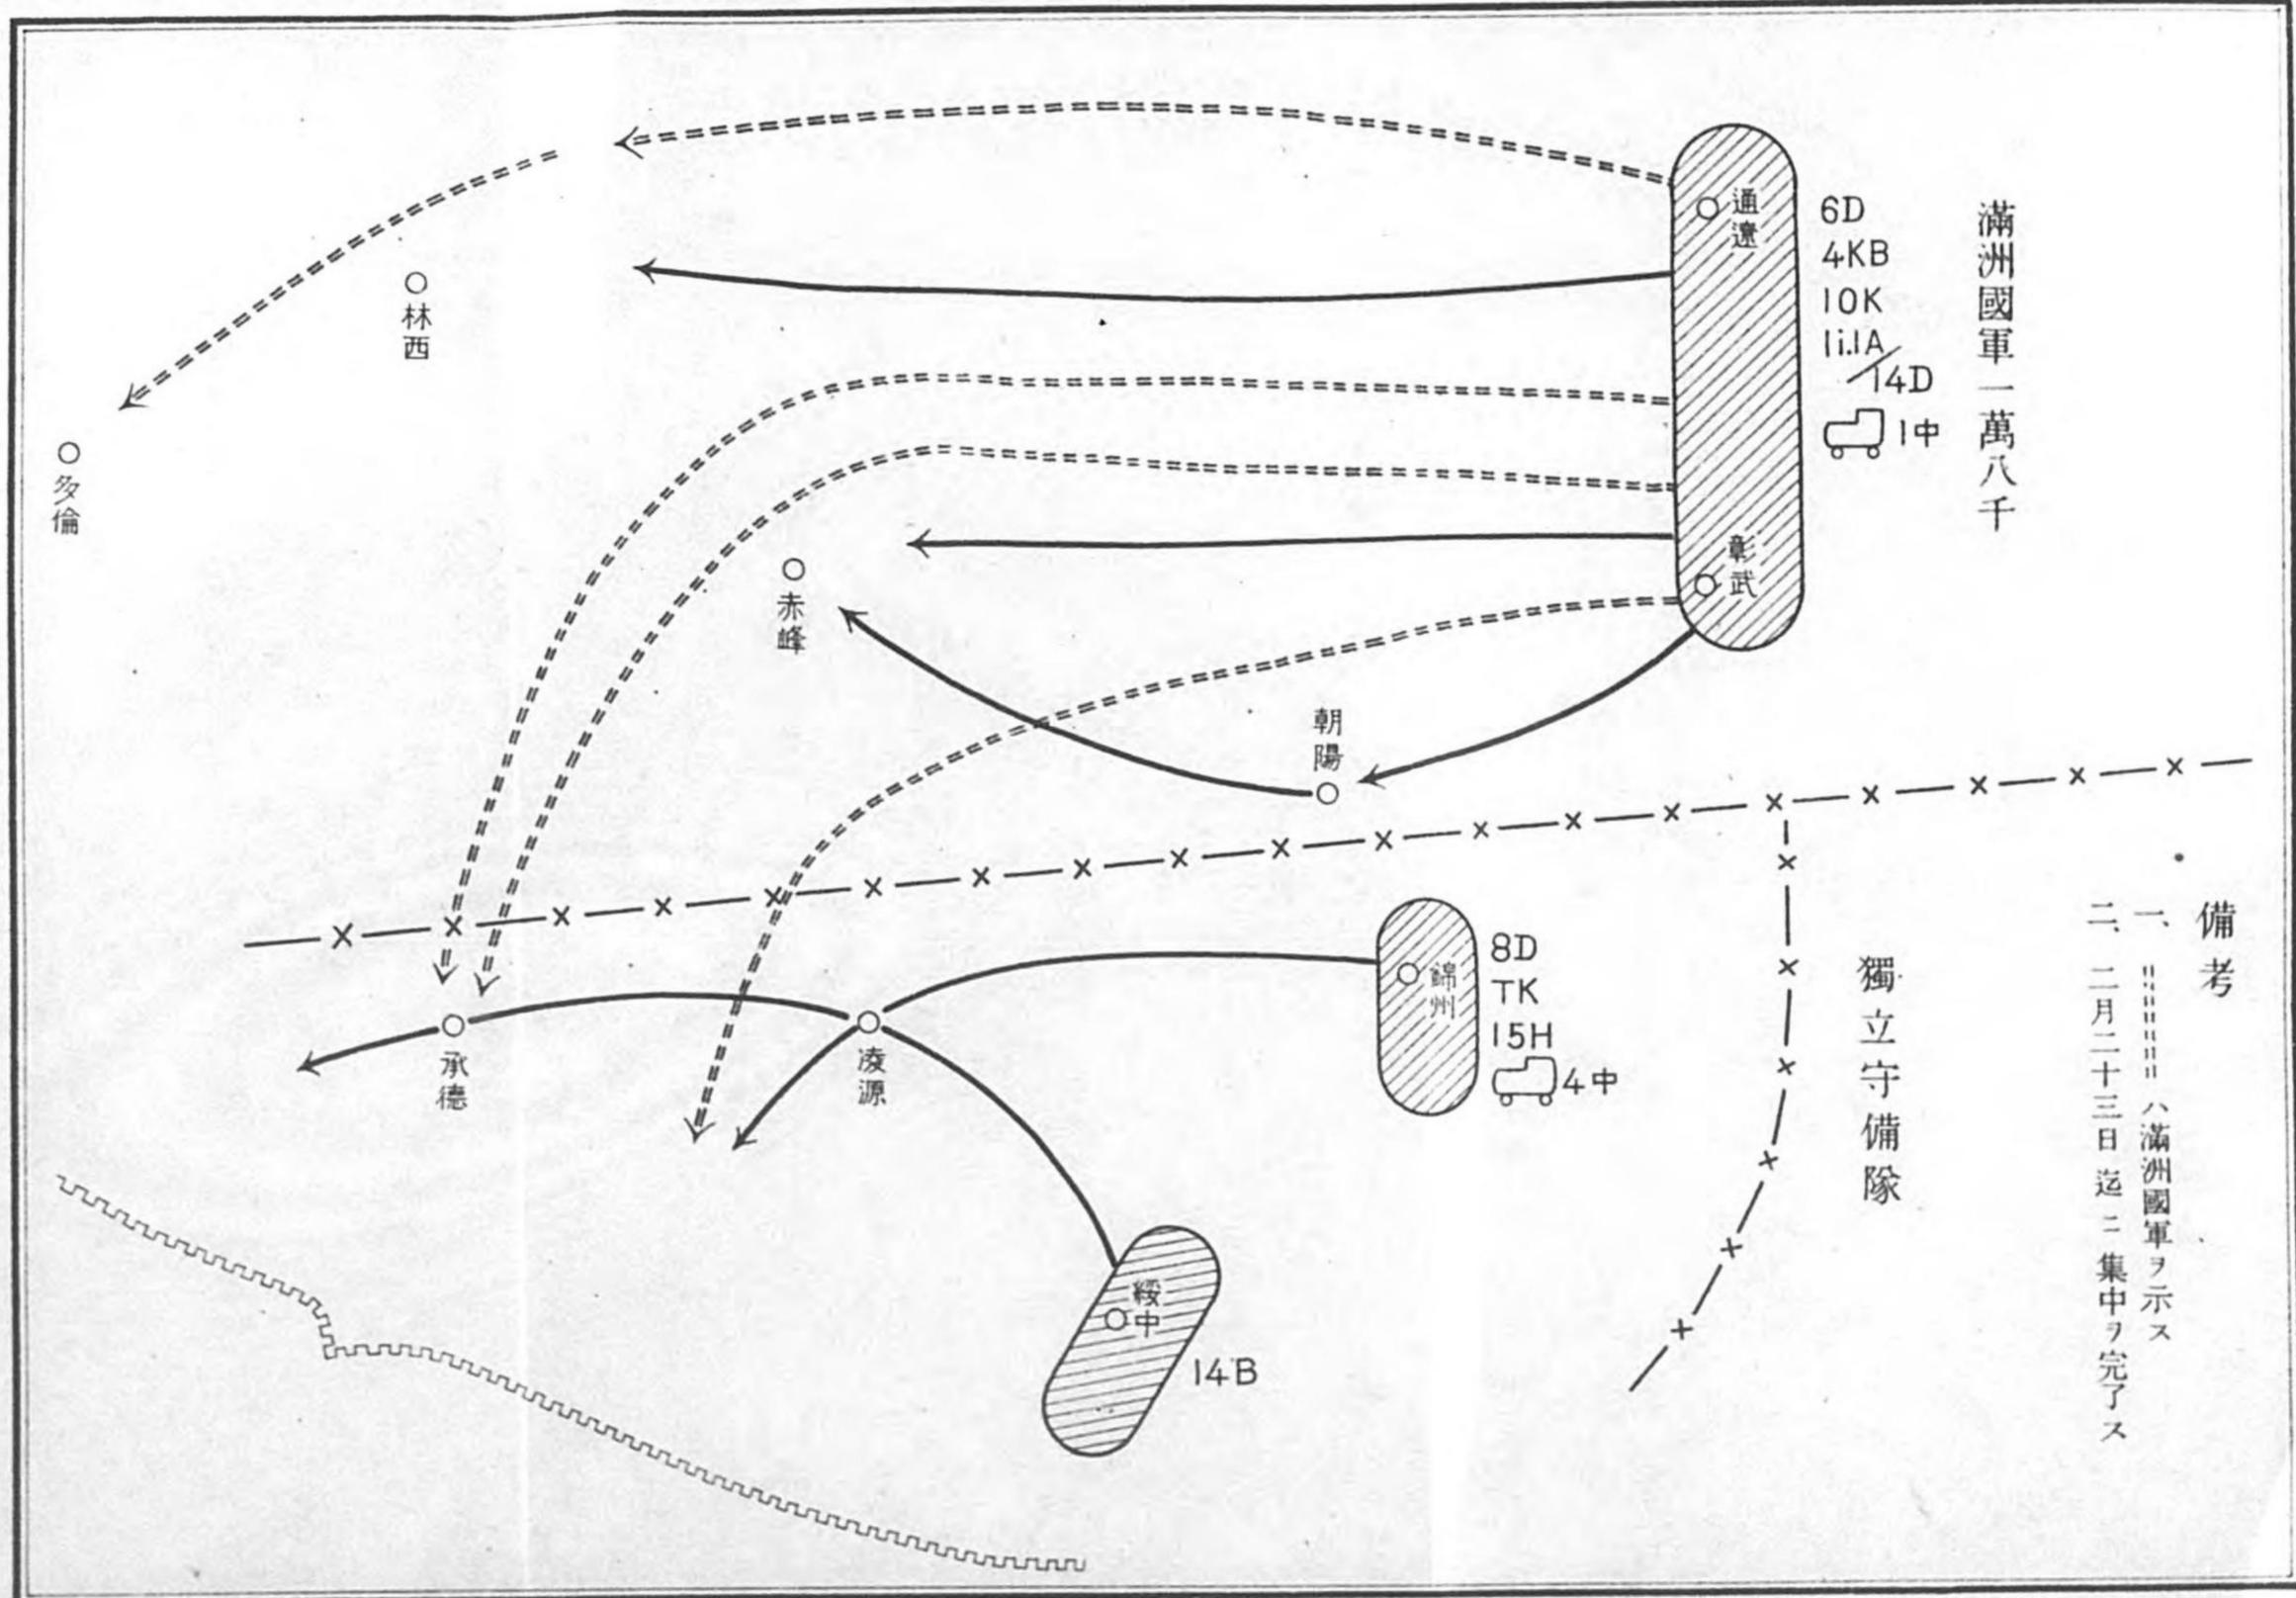 滿洲國軍一萬八千
6D
4KB
10K
1i.1A/14D
1中
通遼
彰武
林西
多倫
赤峰
朝陽
備考
一、〃〃〃〃〃〃ハ滿洲國軍ヲ示ス
二、二月二十三日迄ニ集中ヲ完了ス
獨立守備隊
8D
TK
15H
4中
錦州
凌源
承德
綏中
14B